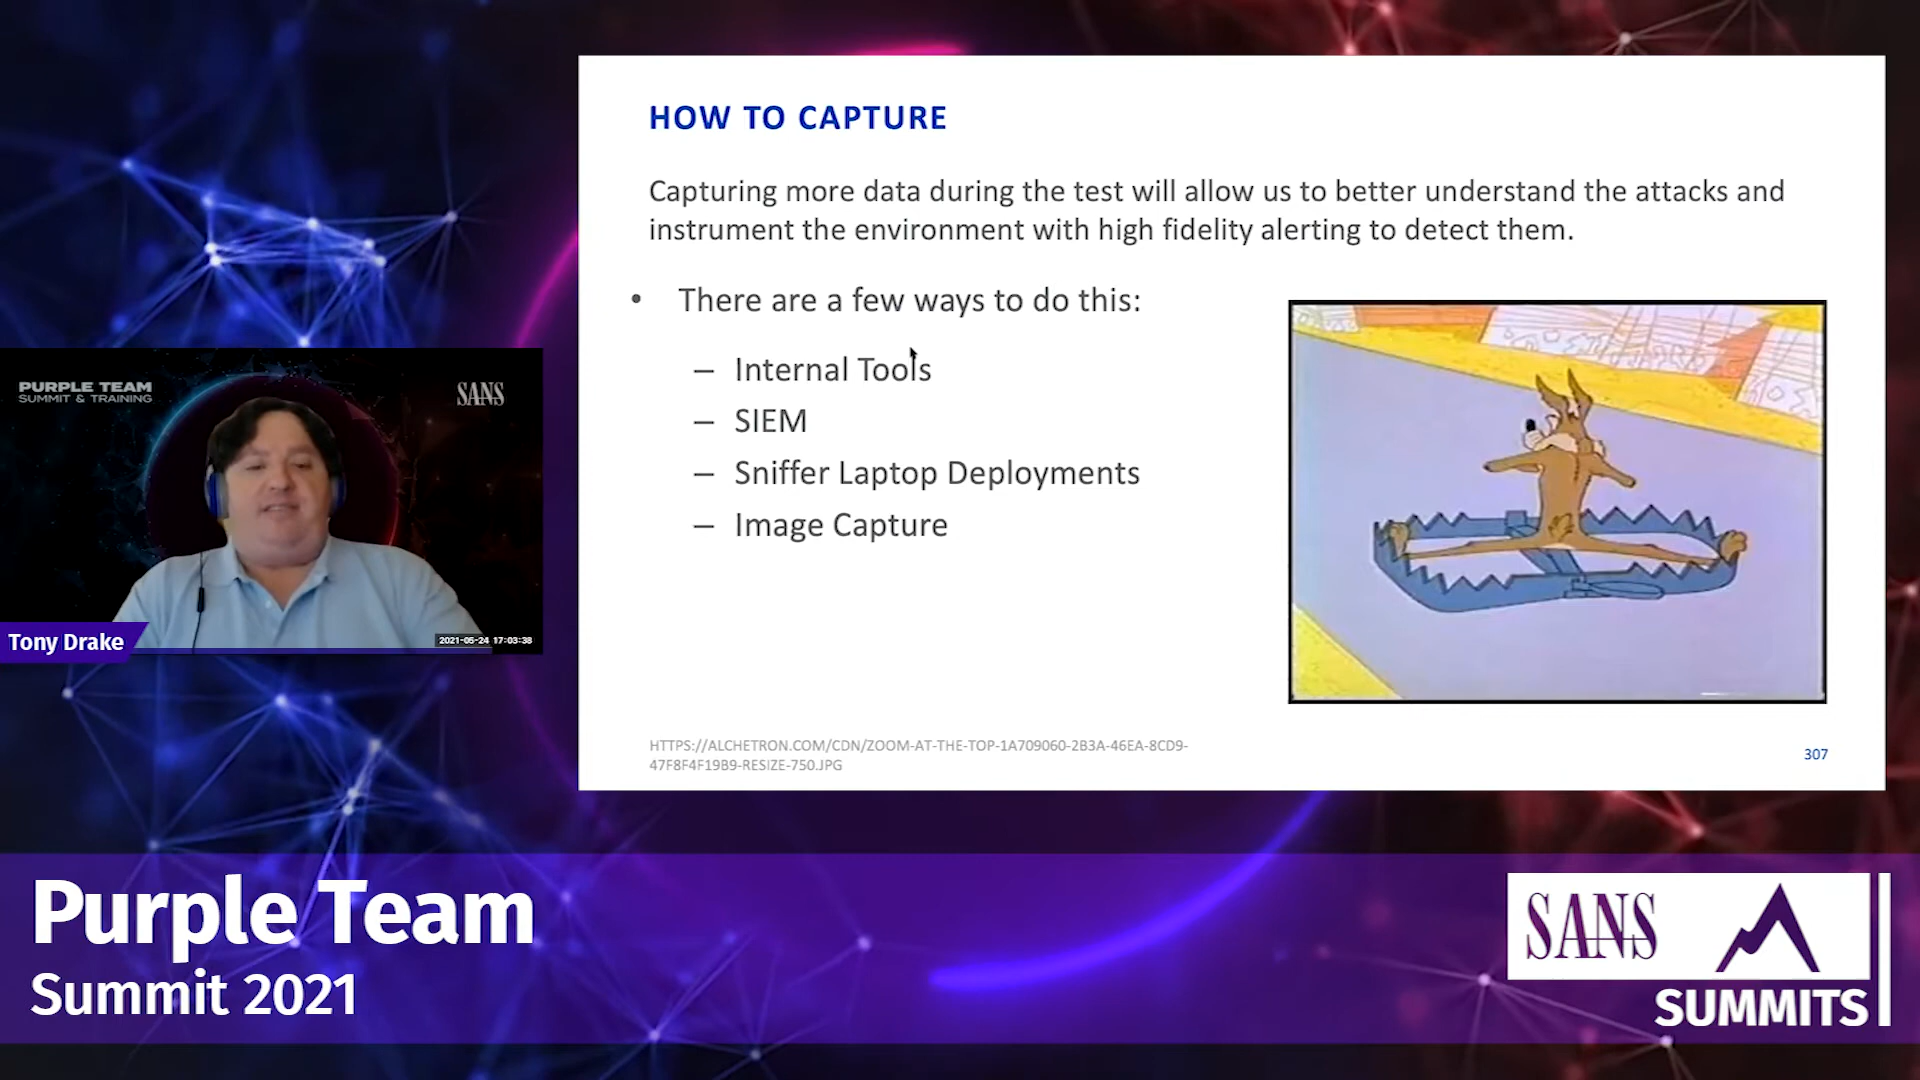 HOW TO CAPTURE
Capturing more data during the test will allow us to better understand the attacks and
instrument the environment with high fidelity alerting to detect them.
• There are a few ways to do this:
– Internal Tools
– SIEM
– Sniffer Laptop Deployments
– Image Capture
HTTPS://ALCHETRON.COM/CDN/ZOOM-AT-THE-TOP-1A709060-2B3A-46EA-8CD9-
47F8F4F19B9-RESIZE-750.JPG
307
PURPLE TEAM
SUMMIT & TRAINING
SANS
2021-05-24 17:03:38
Tony Drake
Purple Team
Summit 2021
SANS
SUMMITS